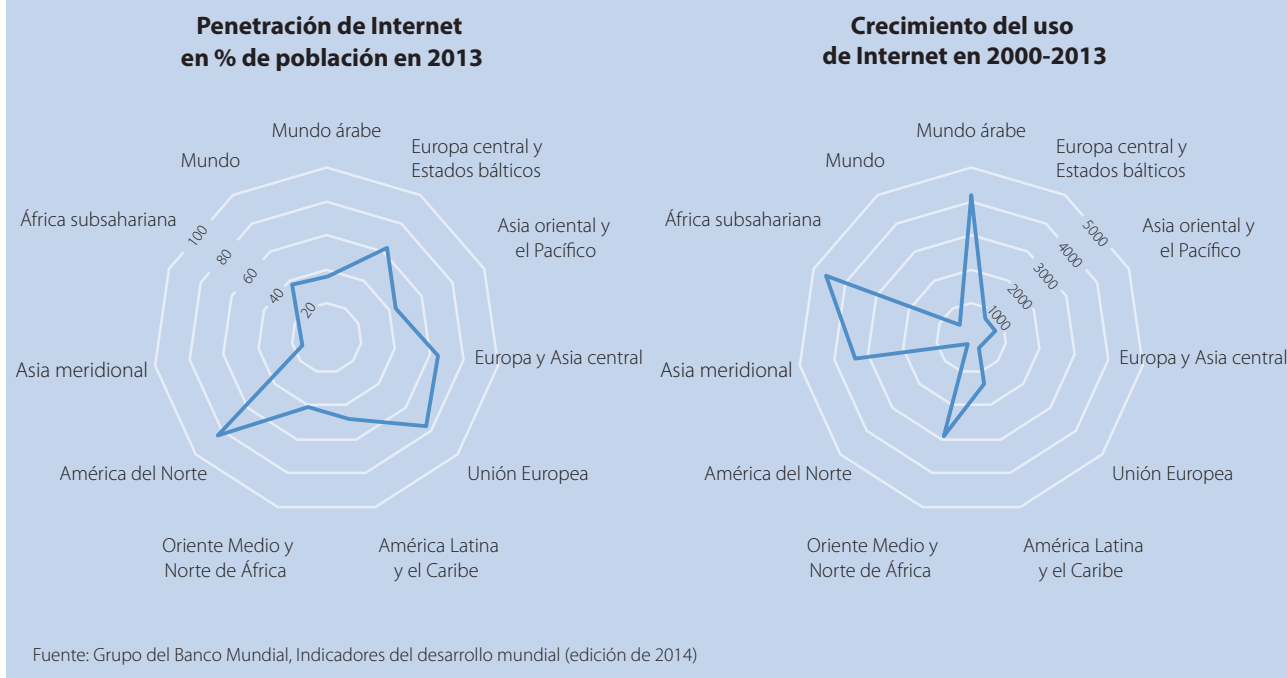 Penetración de Internet
en % de población en 2013
Mundo árabe
Europa central y
Estados bálticos
Asia oriental y
el Pacífico
Europa y Asia central
Unión Europea
América Latina
y el Caribe
Oriente Medio y
Norte de África
América del Norte
Asia meridional
África subsahariana
Mundo
100
80
60
40
20
Crecimiento del uso
de Internet en 2000-2013
Mundo árabe
Europa central y
Estados bálticos
Asia oriental y
el Pacífico
Europa y Asia central
Unión Europea
América Latina
y el Caribe
Oriente Medio y
Norte de África
América del Norte
Asia meridional
África subsahariana
Mundo
5000
4000
3000
2000
1000
Fuente: Grupo del Banco Mundial, Indicadores del desarrollo mundial (edición de 2014)